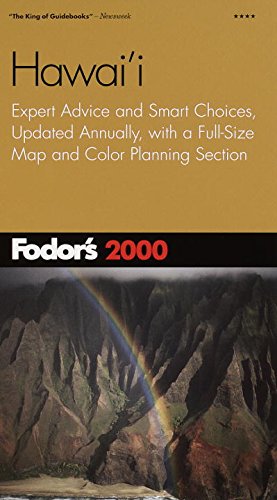 "The King of Guidebooks"—Newsweek ★★★★
Hawai'i
Expert Advice and Smart Choices,
Updated Annually, with a Full-Size
Map and Color Planning Section
Fodor's 2000